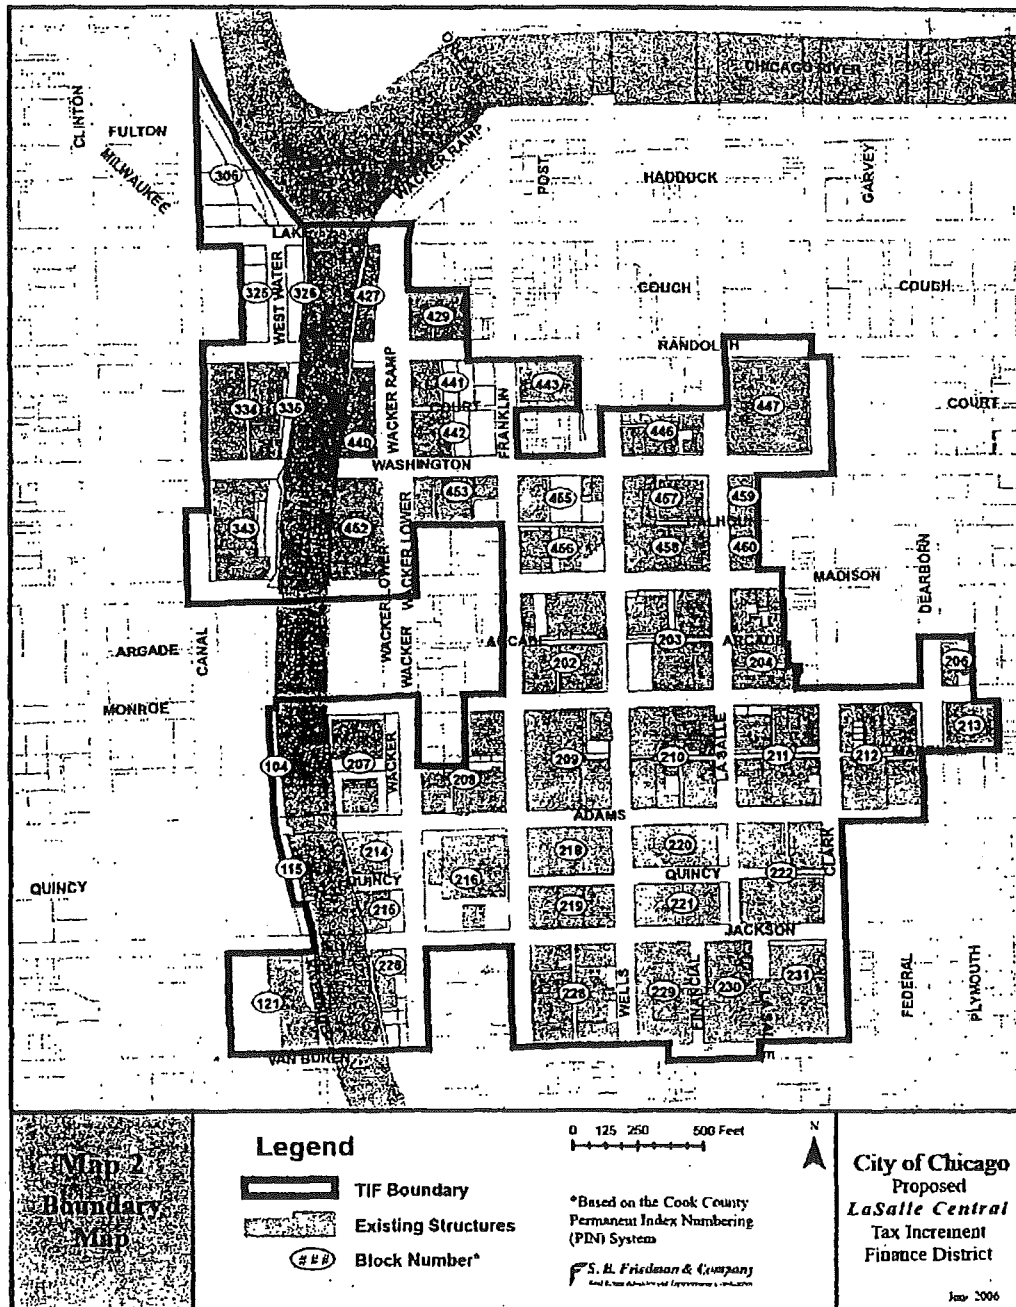 CHICAGO RIVER
CLINTON
FULTON
MILWAUKEE
WACKER RAMP
POST
HADDOCK
GARVEY
306
LAK
325
WEST WATER
326
427
429
COUCH
COUCH
RANDOLPH
WACKER RAMP
441
443
447
334
335
COURT
FRANKLIN
COURT
440
442
446
WASHINGTON
453
455
457
459
343
452
CALHOUN
WACKER LOWER
WACKER LOWER
456
458
460
MADISON
DEARBORN
ARCADE
CANAL
WACKER
ARCADE
202
203
ARCADE
204
206
MONROE
104
207
WACKER
208
209
210
LA SALLE
211
212
213
MA
ADAMS
115
214
218
220
CLARK
QUINCY
QUINCY
216
QUINCY
222
215
219
221
JACKSON
121
226
228
WELLS
229
FINANCIAL
230
231
FEDERAL
PLYMOUTH
VAN BUREN
Map 2
Boundary
Map
Legend
TIF Boundary
Existing Structures
(###) Block Number*
0 125 250 500 Feet
N
*Based on the Cook County
Permanent Index Numbering
(PIN) System
S. B. Friedman & Company
City of Chicago
Proposed
LaSalle Central
Tax Increment
Finance District
2006